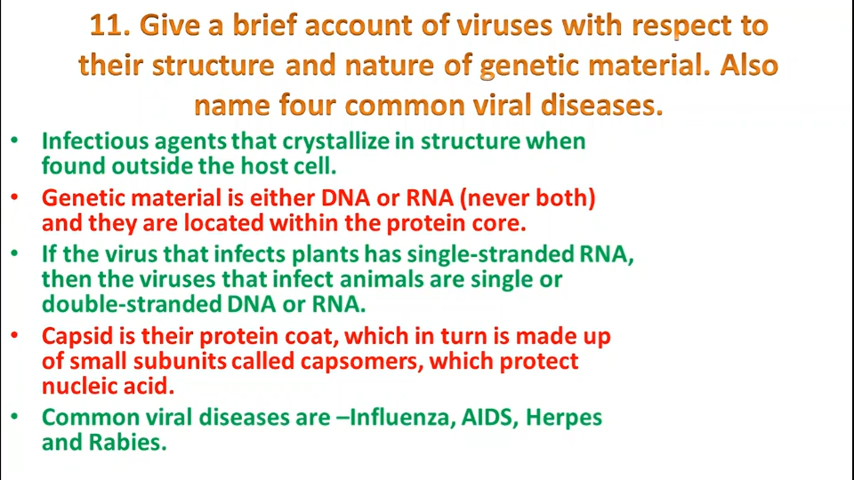 11. Give a brief account of viruses with respect to
their structure and nature of genetic material. Also
name four common viral diseases.
• Infectious agents that crystallize in structure when
found outside the host cell.
• Genetic material is either DNA or RNA (never both)
and they are located within the protein core.
• If the virus that infects plants has single-stranded RNA,
then the viruses that infect animals are single or
double-stranded DNA or RNA.
• Capsid is their protein coat, which in turn is made up
of small subunits called capsomers, which protect
nucleic acid.
• Common viral diseases are –Influenza, AIDS, Herpes
and Rabies.